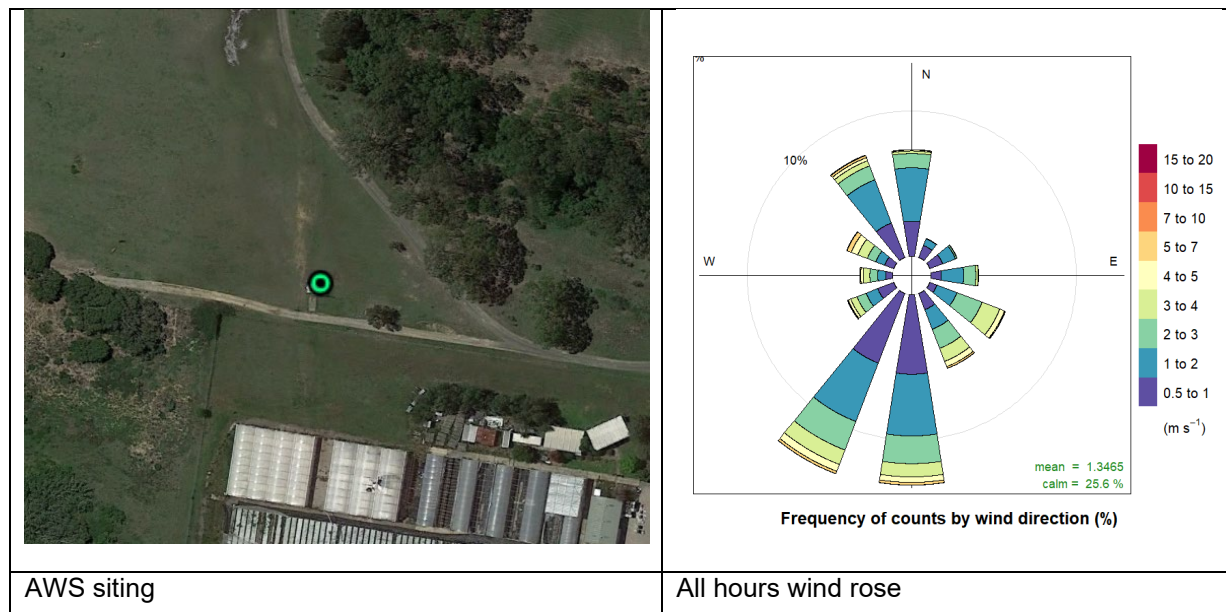 %
N
10%
W
E
mean = 1.3465
calm = 25.6 %
15 to 20
10 to 15
7 to 10
5 to 7
4 to 5
3 to 4
2 to 3
1 to 2
0.5 to 1
(m s⁻¹)
Frequency of counts by wind direction (%)
AWS siting
All hours wind rose